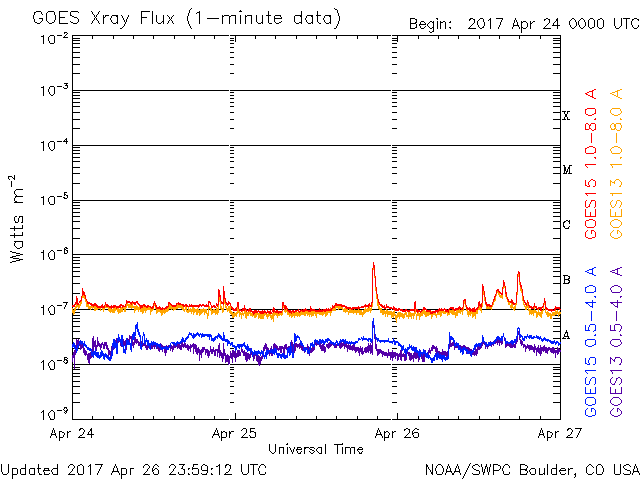 GOES Xray Flux (1-minute data)
Begin: 2017 Apr 24 0000 UTC
10-2
10-3
10-4
10-5
10-6
10-7
10-8
10-9
Watts m-2
X
M
C
B
A
GOES15 1.0-8.0 A
GOES13 1.0-8.0 A
GOES15 0.5-4.0 A
GOES13 0.5-4.0 A
Apr 24
Apr 25
Apr 26
Apr 27
Universal Time
Updated 2017 Apr 26 23:59:12 UTC
NOAA/SWPC Boulder, CO USA